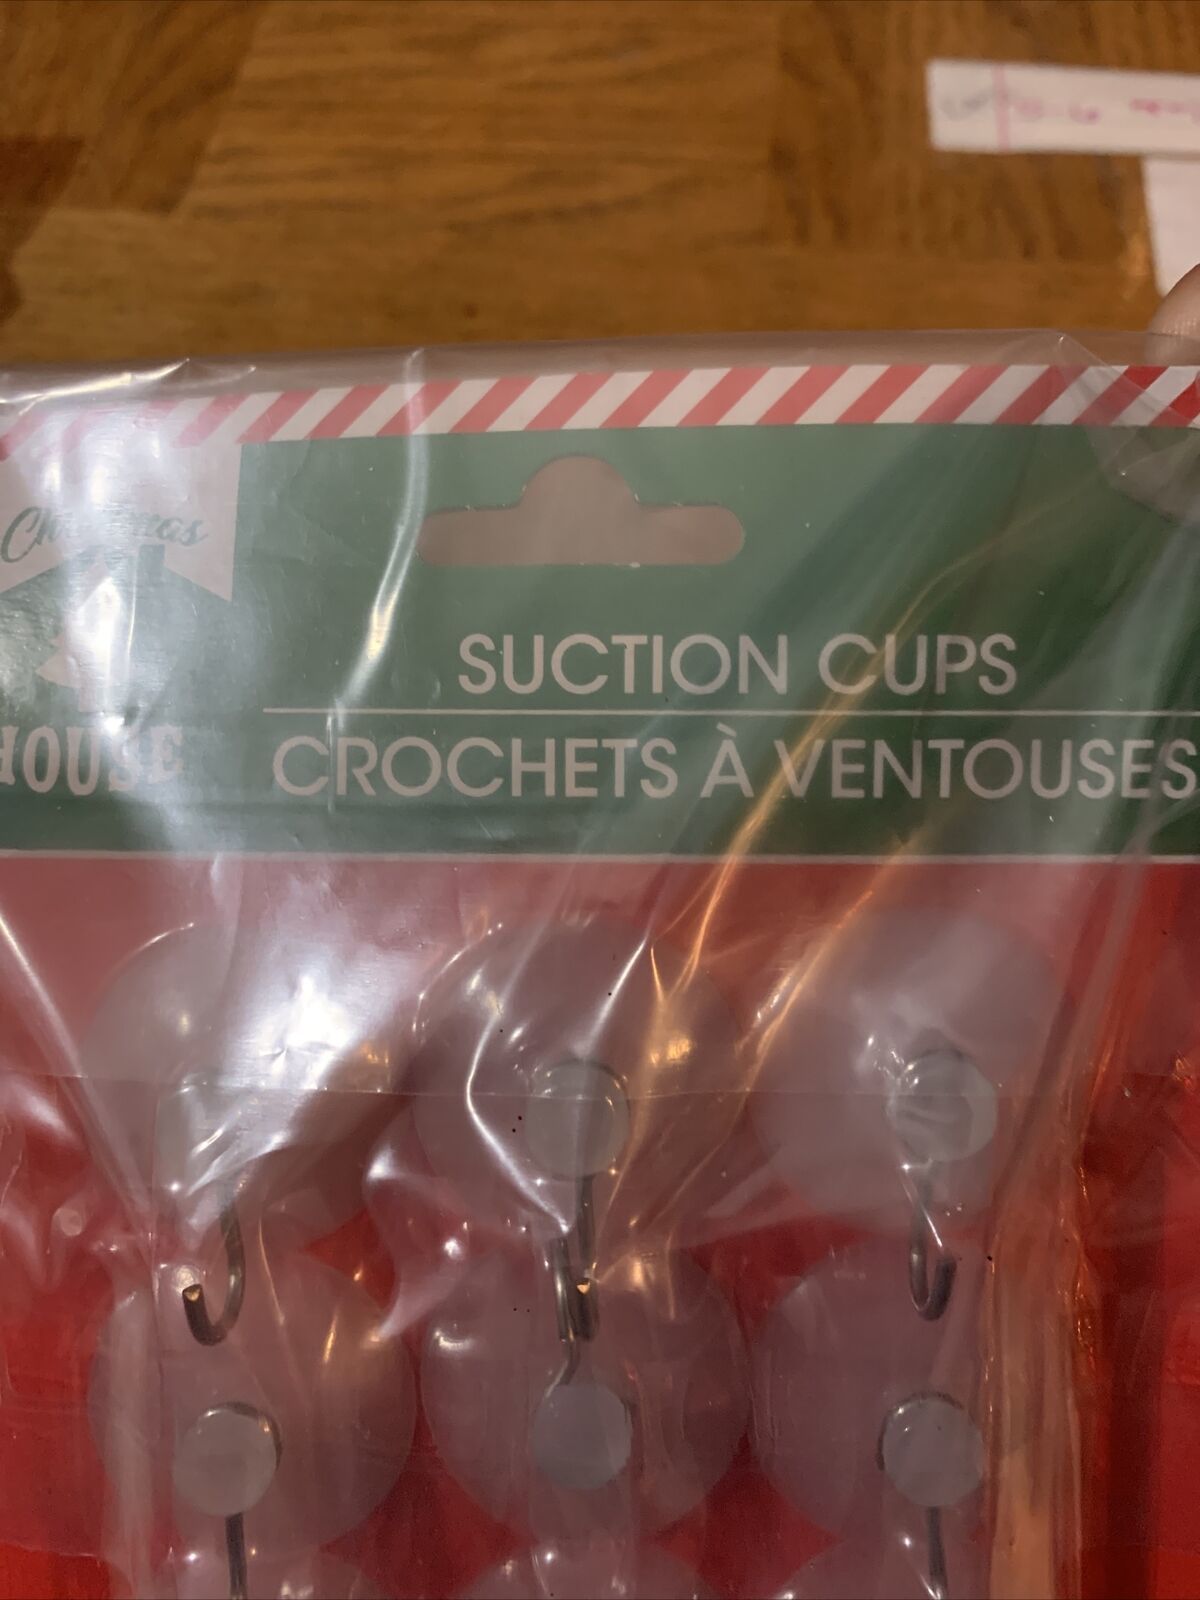 Christmas
HOUSE
SUCTION CUPS
CROCHETS À VENTOUSES